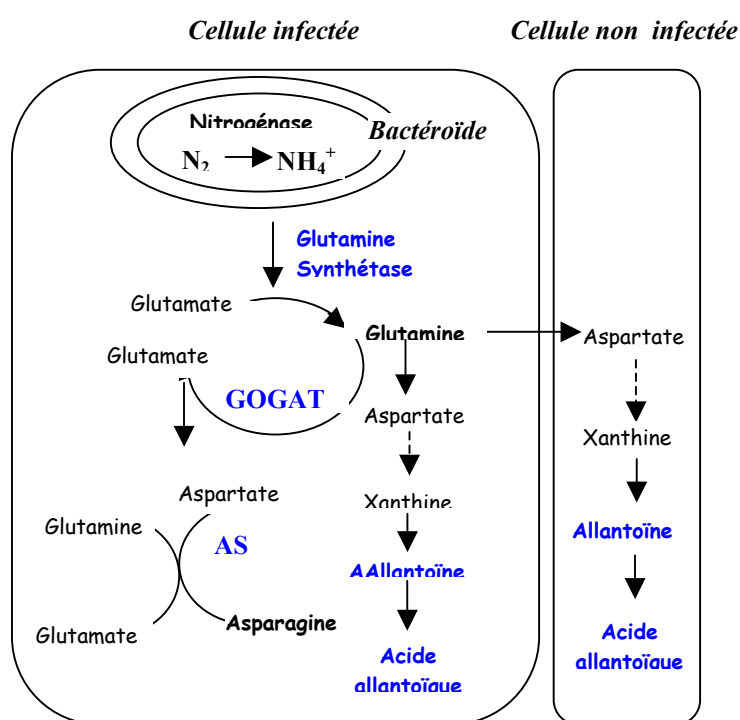 Cellule infectée
Cellule non infectée
Nitrogénase
Bactéroïde
N₂ NH₄⁺
Glutamine
Synthétase
Glutamate
Glutamine
Aspartate
Glutamate
GOGAT
Aspartate
Xanthine
Aspartate
Xanthine
Glutamine
AS
Allantoïne
AAllantoïne
Glutamate
Asparagine
Acide
allantoïque
Acide
allantoïque